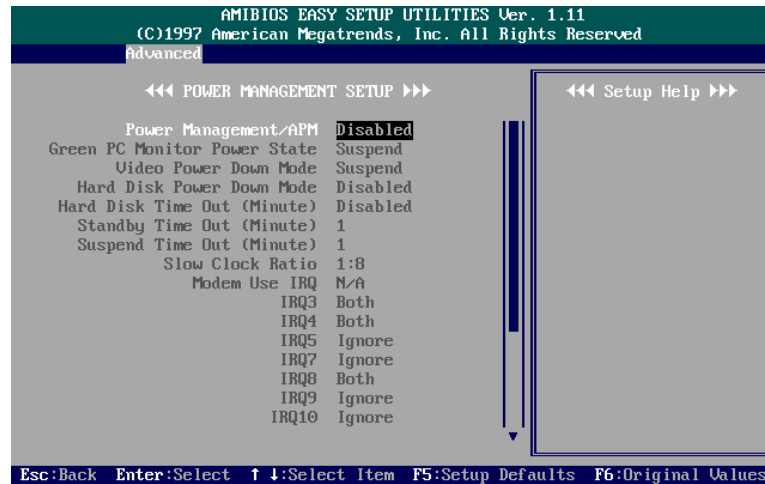 AMIBIOS EASY SETUP UTILITIES Ver. 1.11
(C)1997 American Megatrends, Inc. All Rights Reserved
Advanced
POWER MANAGEMENT SETUP
Setup Help
Power Management/APM Disabled
Green PC Monitor Power State Suspend
Video Power Down Mode Suspend
Hard Disk Power Down Mode Disabled
Hard Disk Time Out (Minute) Disabled
Standby Time Out (Minute) 1
Suspend Time Out (Minute) 1
Slow Clock Ratio 1:8
Modem Use IRQ N/A
IRQ3 Both
IRQ4 Both
IRQ5 Ignore
IRQ7 Ignore
IRQ8 Both
IRQ9 Ignore
IRQ10 Ignore
Esc:Back Enter:Select ↑ ↓:Select Item F5:Setup Defaults F6:Original Values